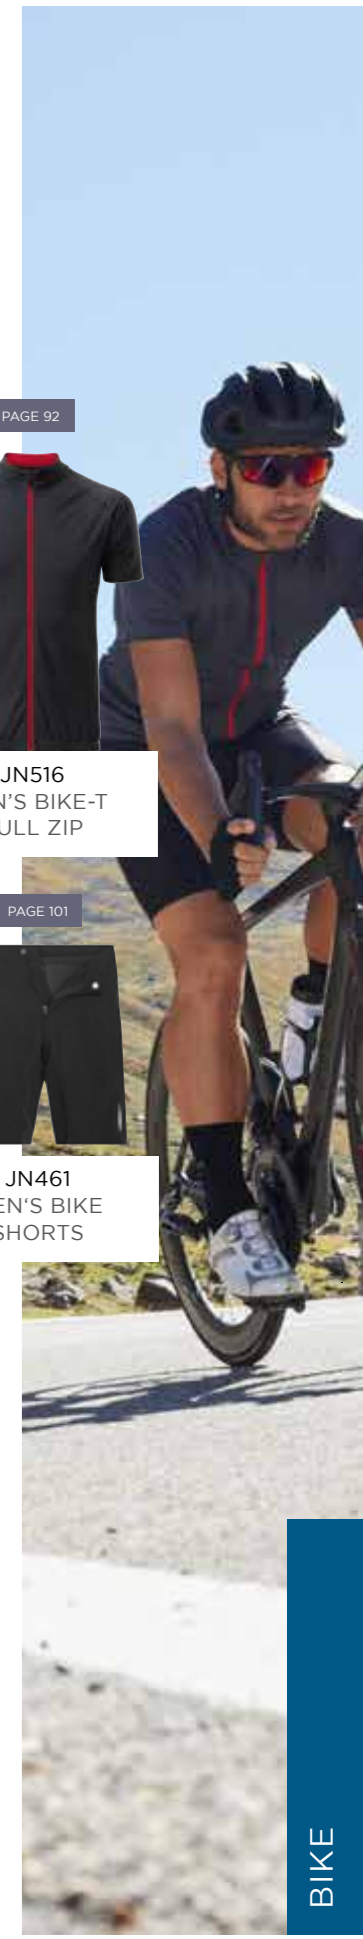 PAGE 92
JN516
N’S BIKE-T
ULL ZIP
PAGE 101
JN461
EN‘S BIKE
SHORTS
BIKE